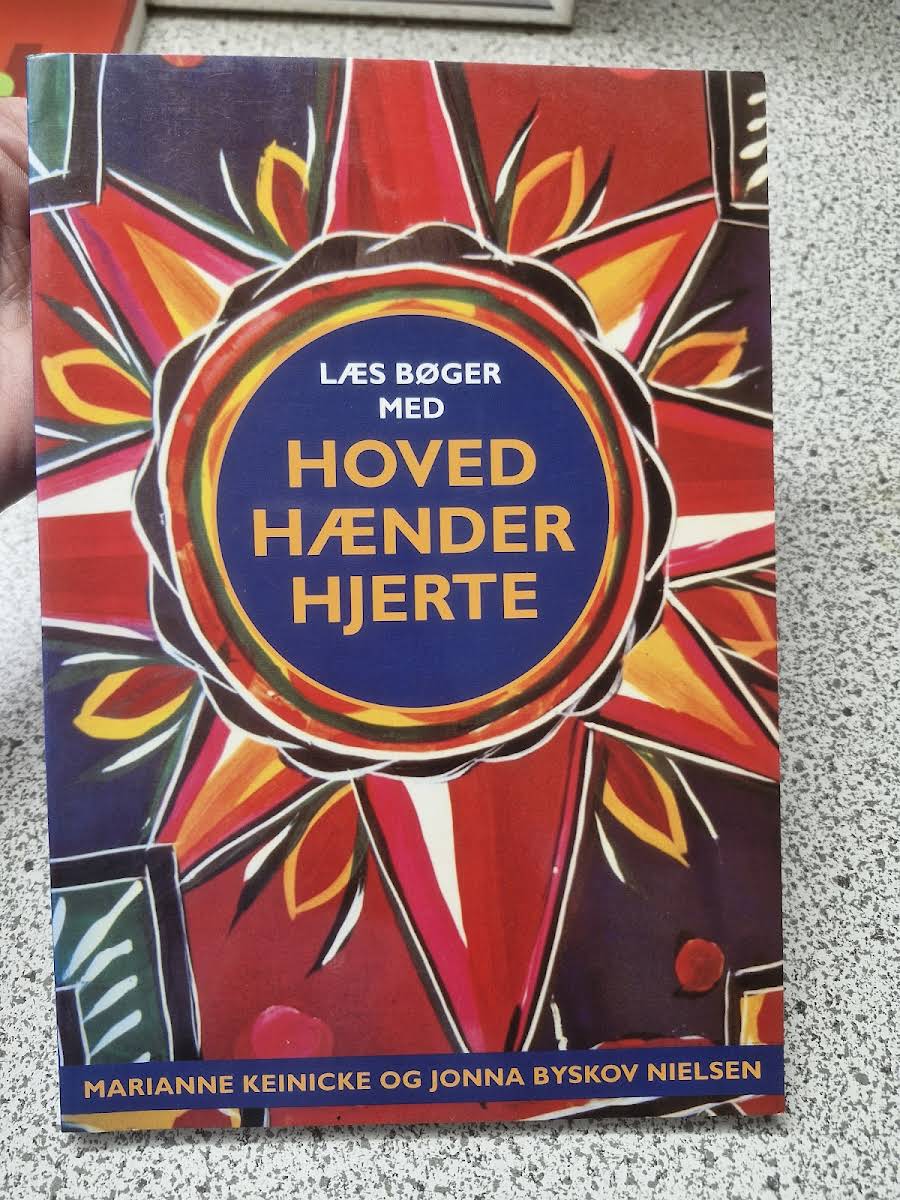 LÆS BØGER
MED
HOVED
HÆNDER
HJERTE
MARIANNE KEINICKE OG JONNA BYSKOV NIELSEN